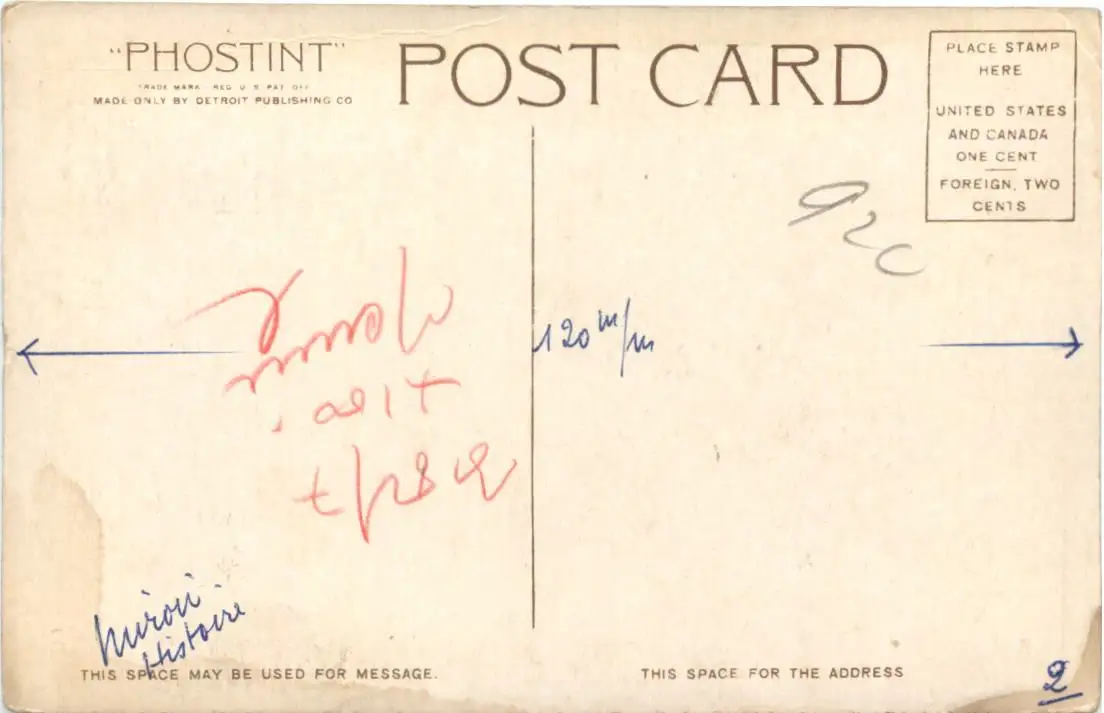 "PHOSTINT"
TRADE MARK REG U S PAT OFF
MADE ONLY BY DETROIT PUBLISHING CO
POST CARD
PLACE STAMP
HERE
UNITED STATES
AND CANADA
ONE CENT
FOREIGN, TWO
CENTS
120 m/m
Miroir
Histoire
THIS SPACE MAY BE USED FOR MESSAGE.
THIS SPACE FOR THE ADDRESS
2